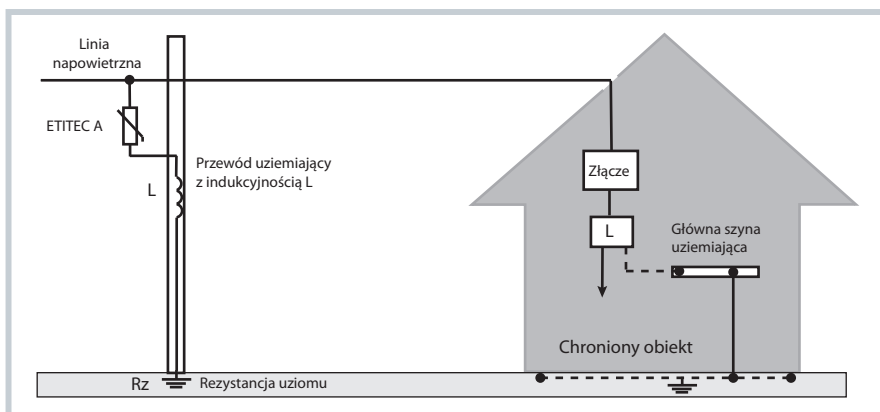 Linia
napowietrzna
ETITEC A
Przewód uziemiający
z indukcyjnością L
L
Złącze
L
Główna szyna
uziemiająca
Chroniony obiekt
Rz
Rezystancja uziomu